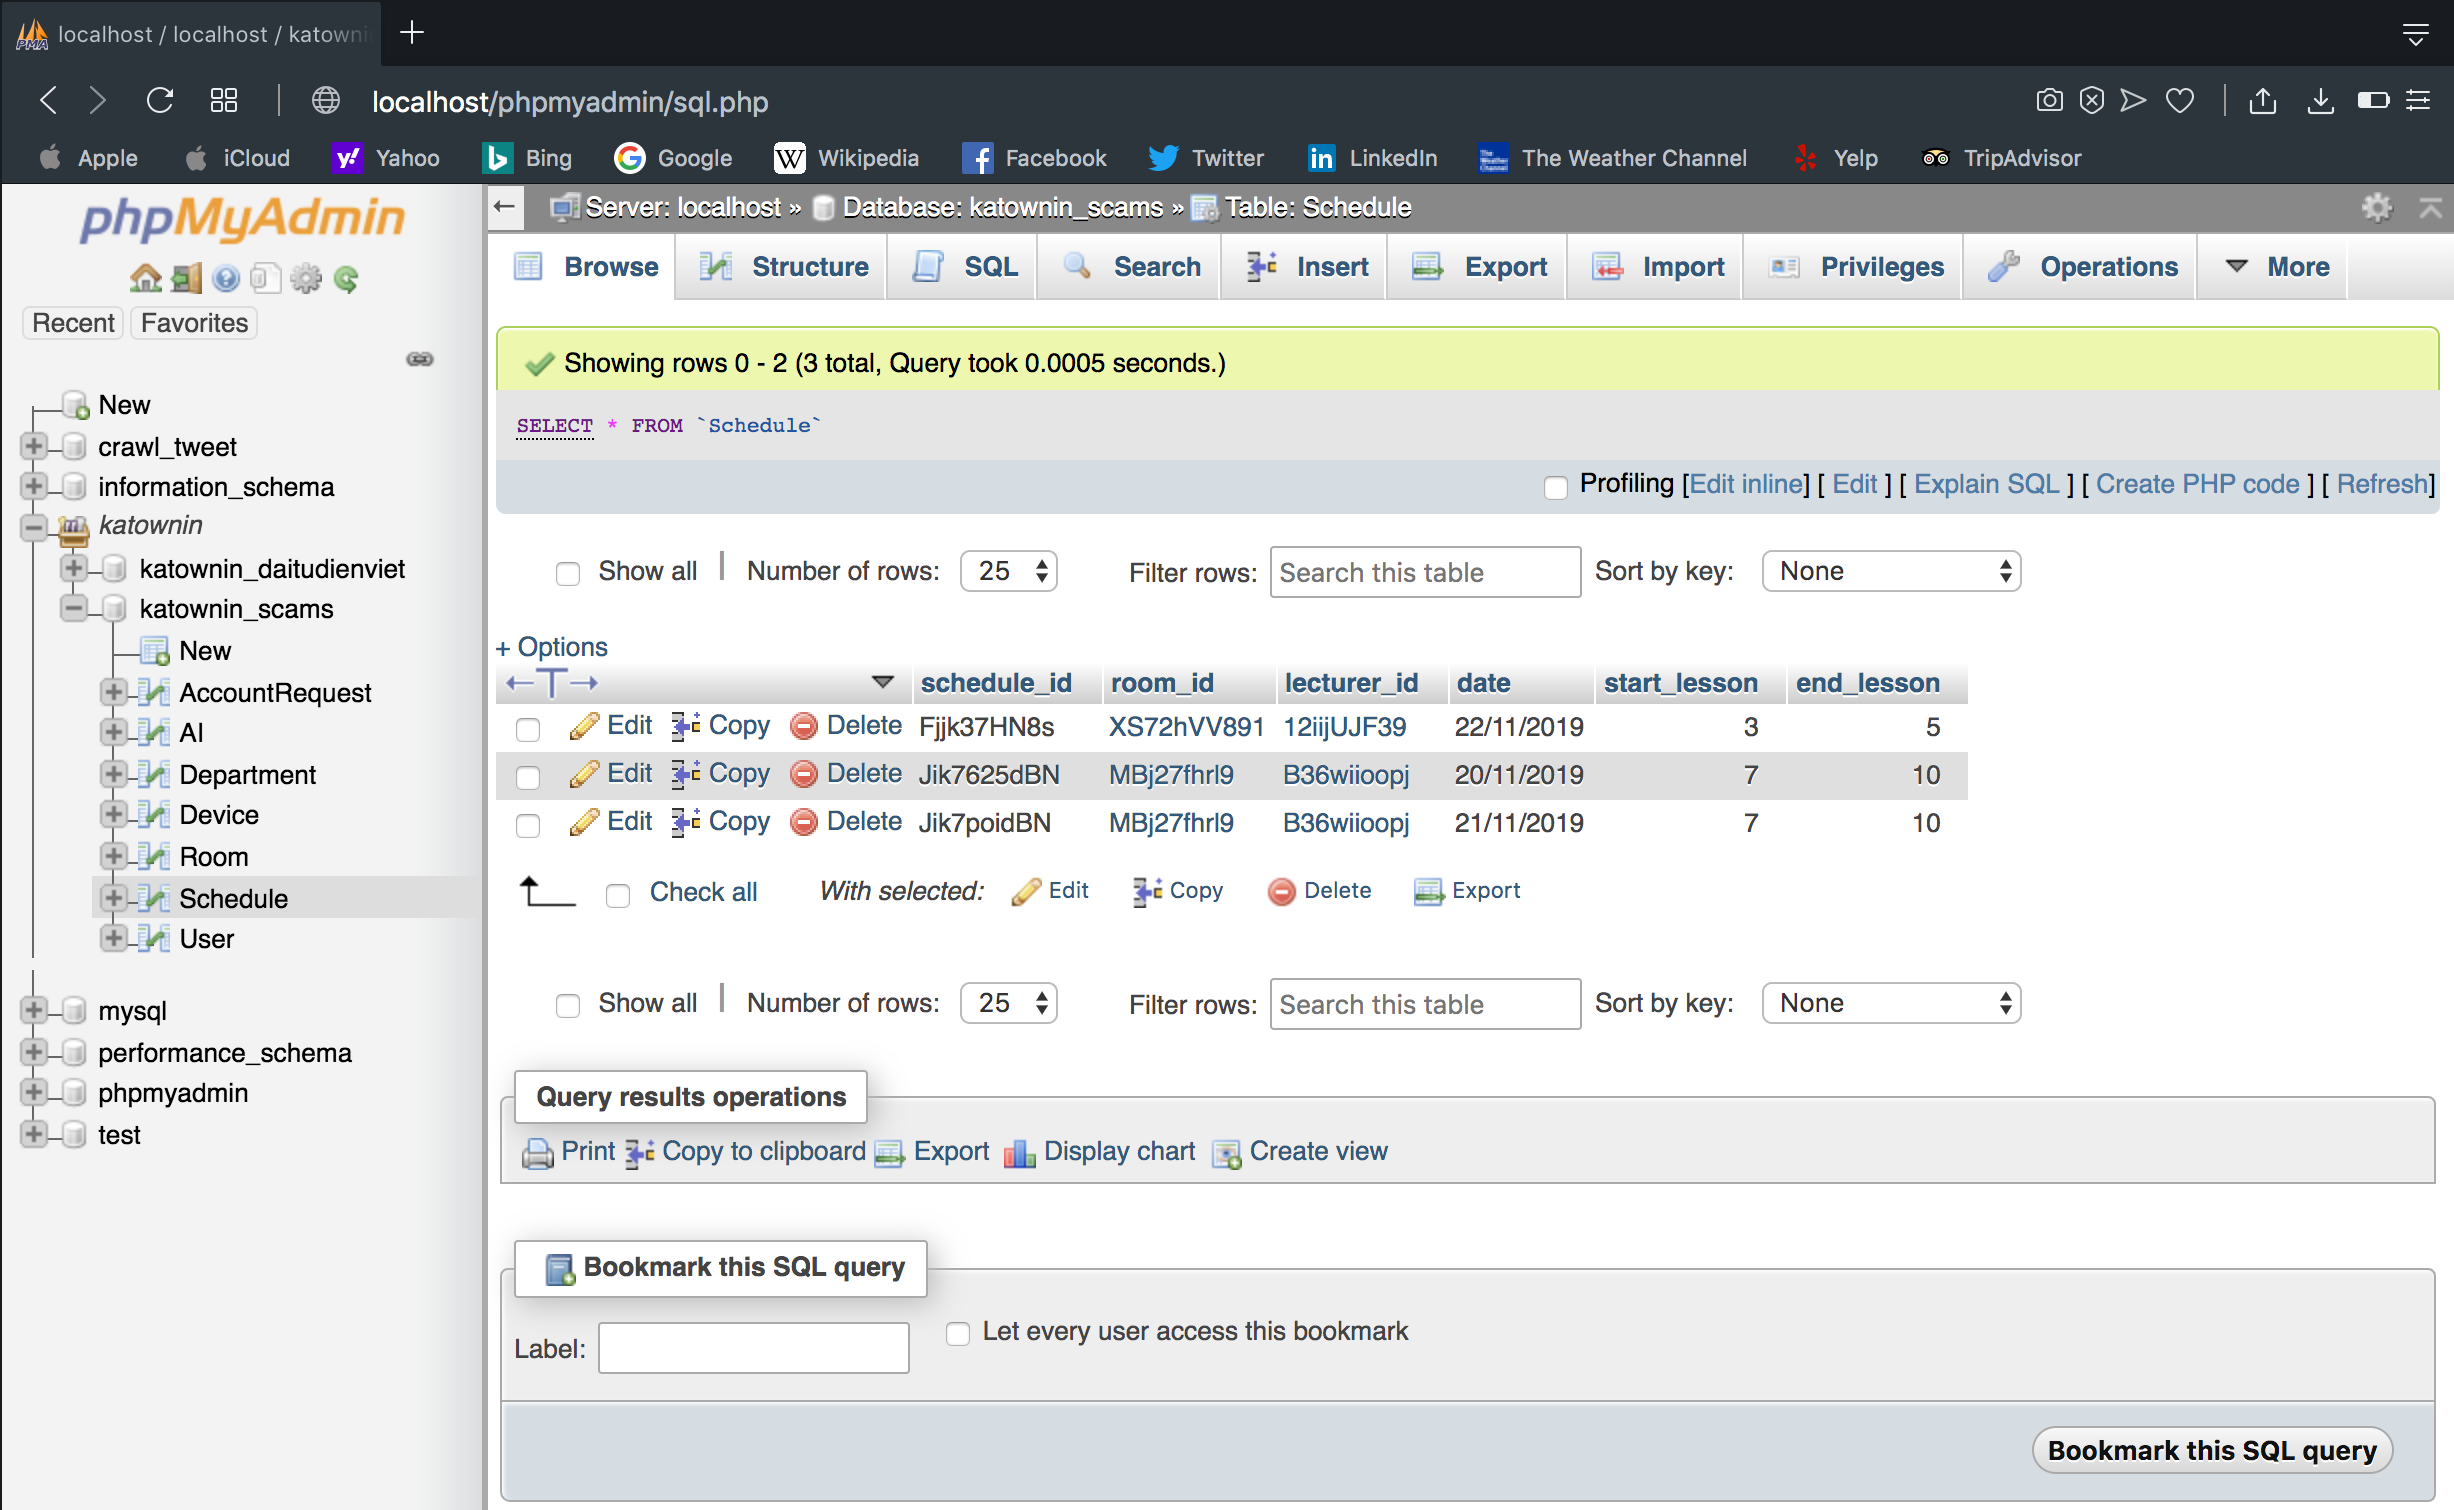 localhost / localhost / katowni
localhost/phpmyadmin/sql.php
Apple iCloud Yahoo Bing Google Wikipedia Facebook Twitter LinkedIn The Weather Channel Yelp TripAdvisor
phpMyAdmin
Recent Favorites
New
crawl_tweet
information_schema
katownin
katownin_daitudienviet
katownin_scams
New
AccountRequest
AI
Department
Device
Room
Schedule
User
mysql
performance_schema
phpmyadmin
test
Server: localhost » Database: katownin_scams » Table: Schedule
Browse Structure SQL Search Insert Export Import Privileges Operations More
Showing rows 0 - 2 (3 total, Query took 0.0005 seconds.)
SELECT * FROM `Schedule`
Profiling [Edit inline] [ Edit ] [ Explain SQL ] [ Create PHP code ] [ Refresh]
Show all | Number of rows: 25 Filter rows: Search this table Sort by key: None
+ Options
←T→ schedule_id room_id lecturer_id date start_lesson end_lesson
Edit Copy Delete Fjjk37HN8s XS72hVV891 12iijUJF39 22/11/2019 3 5
Edit Copy Delete Jik7625dBN MBj27fhrl9 B36wiioopj 20/11/2019 7 10
Edit Copy Delete Jik7poidBN MBj27fhrl9 B36wiioopj 21/11/2019 7 10
Check all With selected: Edit Copy Delete Export
Show all | Number of rows: 25 Filter rows: Search this table Sort by key: None
Query results operations
Print Copy to clipboard Export Display chart Create view
Bookmark this SQL query
Label: Let every user access this bookmark
Bookmark this SQL query